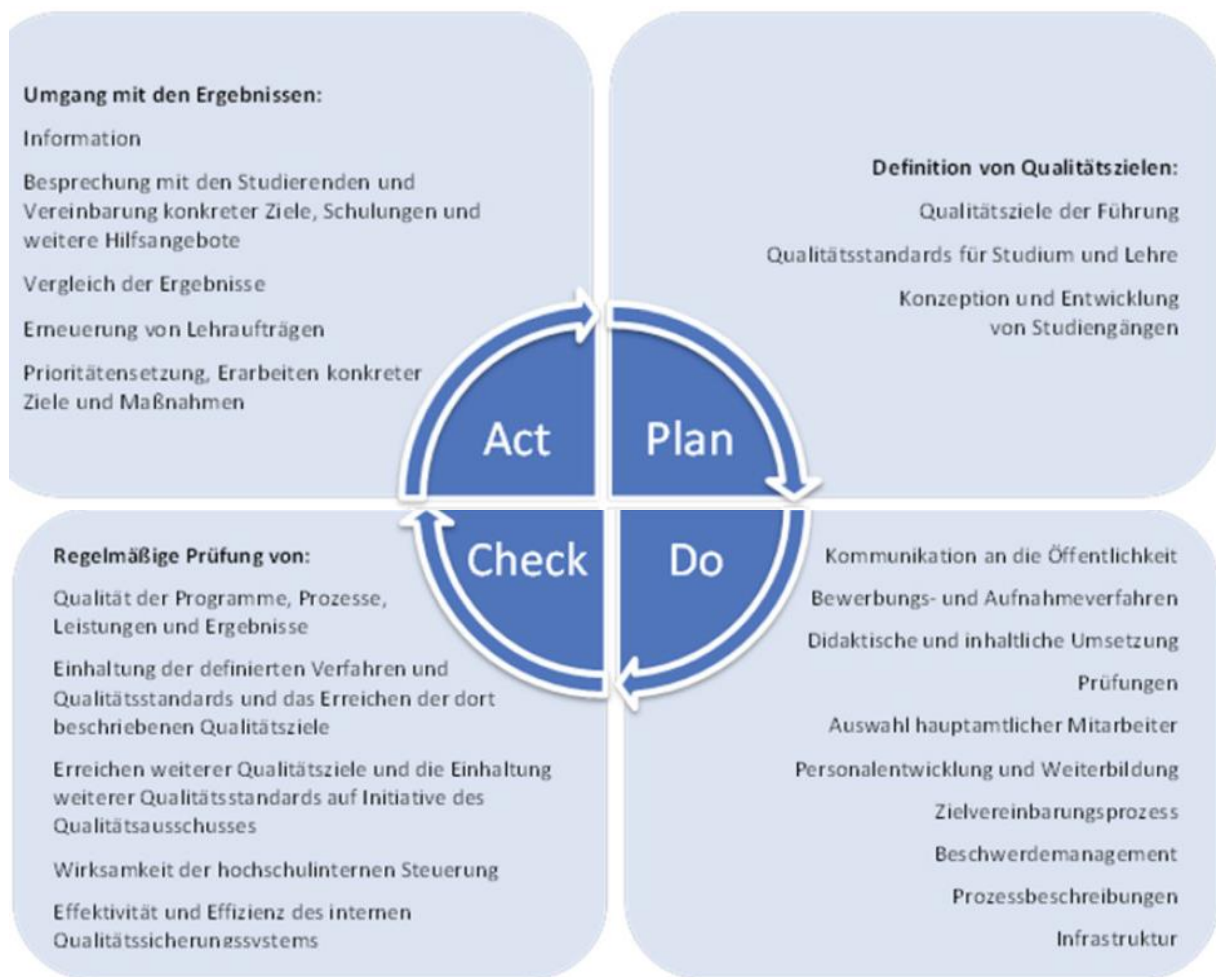 Umgang mit den Ergebnissen:
Information
Besprechung mit den Studierenden und
Vereinbarung konkreter Ziele, Schulungen und
weitere Hilfsangebote
Vergleich der Ergebnisse
Erneuerung von Lehraufträgen
Prioritätensetzung, Erarbeiten konkreter
Ziele und Maßnahmen
Definition von Qualitätszielen:
Qualitätsziele der Führung
Qualitätsstandards für Studium und Lehre
Konzeption und Entwicklung
von Studiengängen
Act
Plan
Check
Do
Regelmäßige Prüfung von:
Qualität der Programme, Prozesse,
Leistungen und Ergebnisse
Einhaltung der definierten Verfahren und
Qualitätsstandards und das Erreichen der dort
beschriebenen Qualitätsziele
Erreichen weiterer Qualitätsziele und die Einhaltung
weiterer Qualitätsstandards auf Initiative des
Qualitätsausschusses
Wirksamkeit der hochschulinternen Steuerung
Effektivität und Effizienz des internen
Qualitätssicherungssystems
Kommunikation an die Öffentlichkeit
Bewerbungs- und Aufnahmeverfahren
Didaktische und inhaltliche Umsetzung
Prüfungen
Auswahl hauptamtlicher Mitarbeiter
Personalentwicklung und Weiterbildung
Zielvereinbarungsprozess
Beschwerdemanagement
Prozessbeschreibungen
Infrastruktur